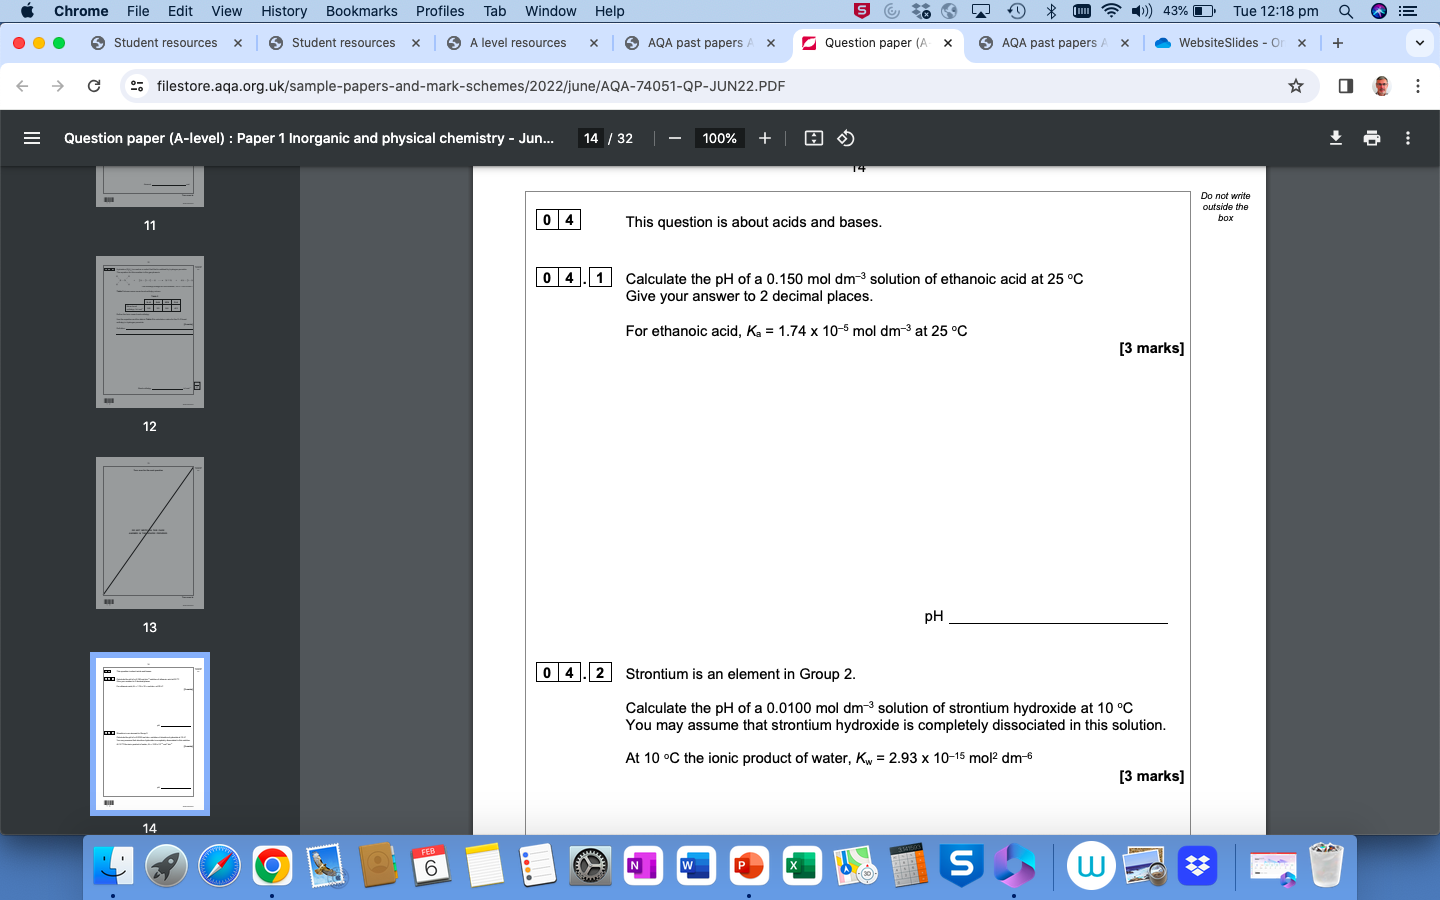 Chrome File Edit View History Bookmarks Profiles Tab Window Help 43% Tue 12:18 pm
Student resources Student resources A level resources AQA past papers A Question paper (A- AQA past papers A WebsiteSlides - On
filestore.aqa.org.uk/sample-papers-and-mark-schemes/2022/june/AQA-74051-QP-JUN22.PDF
Question paper (A-level) : Paper 1 Inorganic and physical chemistry - Jun... 14 / 32 100%
14
Do not write
outside the
box
0 4 This question is about acids and bases.
0 4 . 1 Calculate the pH of a 0.150 mol dm⁻³ solution of ethanoic acid at 25 °C
Give your answer to 2 decimal places.
For ethanoic acid, Kₐ = 1.74 x 10⁻⁵ mol dm⁻³ at 25 °C
[3 marks]
pH
0 4 . 2 Strontium is an element in Group 2.
Calculate the pH of a 0.0100 mol dm⁻³ solution of strontium hydroxide at 10 °C
You may assume that strontium hydroxide is completely dissociated in this solution.
At 10 °C the ionic product of water, Kw = 2.93 x 10⁻¹⁵ mol² dm⁻⁶
[3 marks]
11
12
13
14
FEB
6
N
W
P
X
3D
S
W